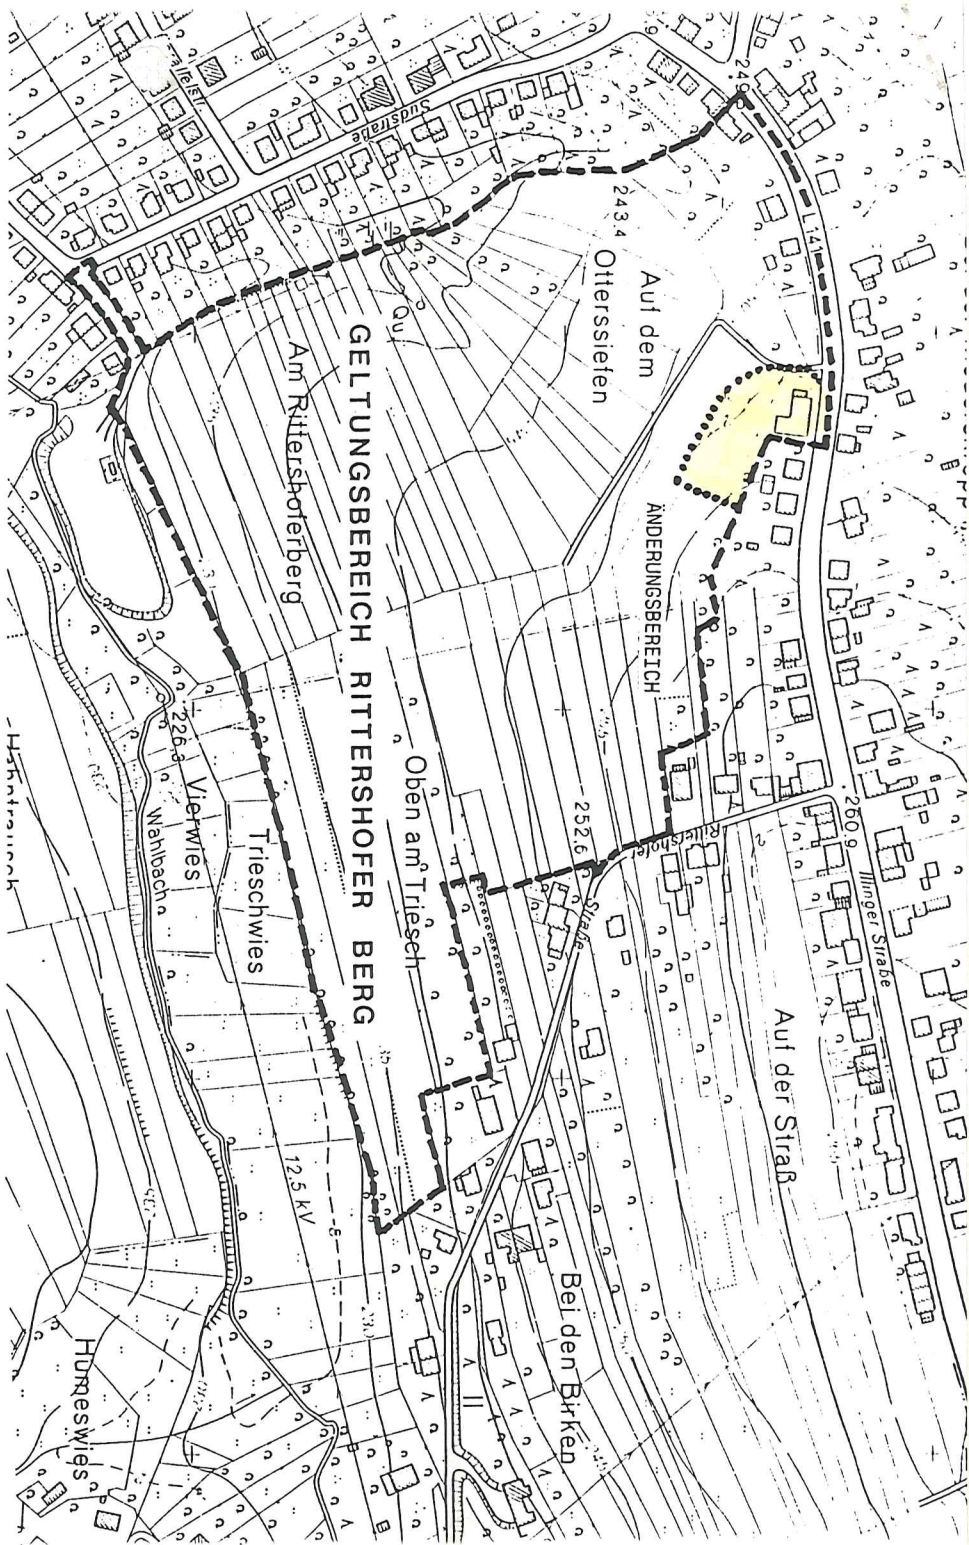 GELTUNGSBEREICH RITTERSHOFER BERG
ÄNDERUNGSBEREICH
Auf dem
Otterssiefen
Am Rittershoferberg
Oben am Triesch
Trieschwies
Vierwies
Wahlbach
Humeswies
Auf der Straß
Bei den Birken
Südstraße
Illinger Straße
Rittershofer
Straße
L 141
243.4
252.6
260.9
226.3
12,5 kV
Qu
II